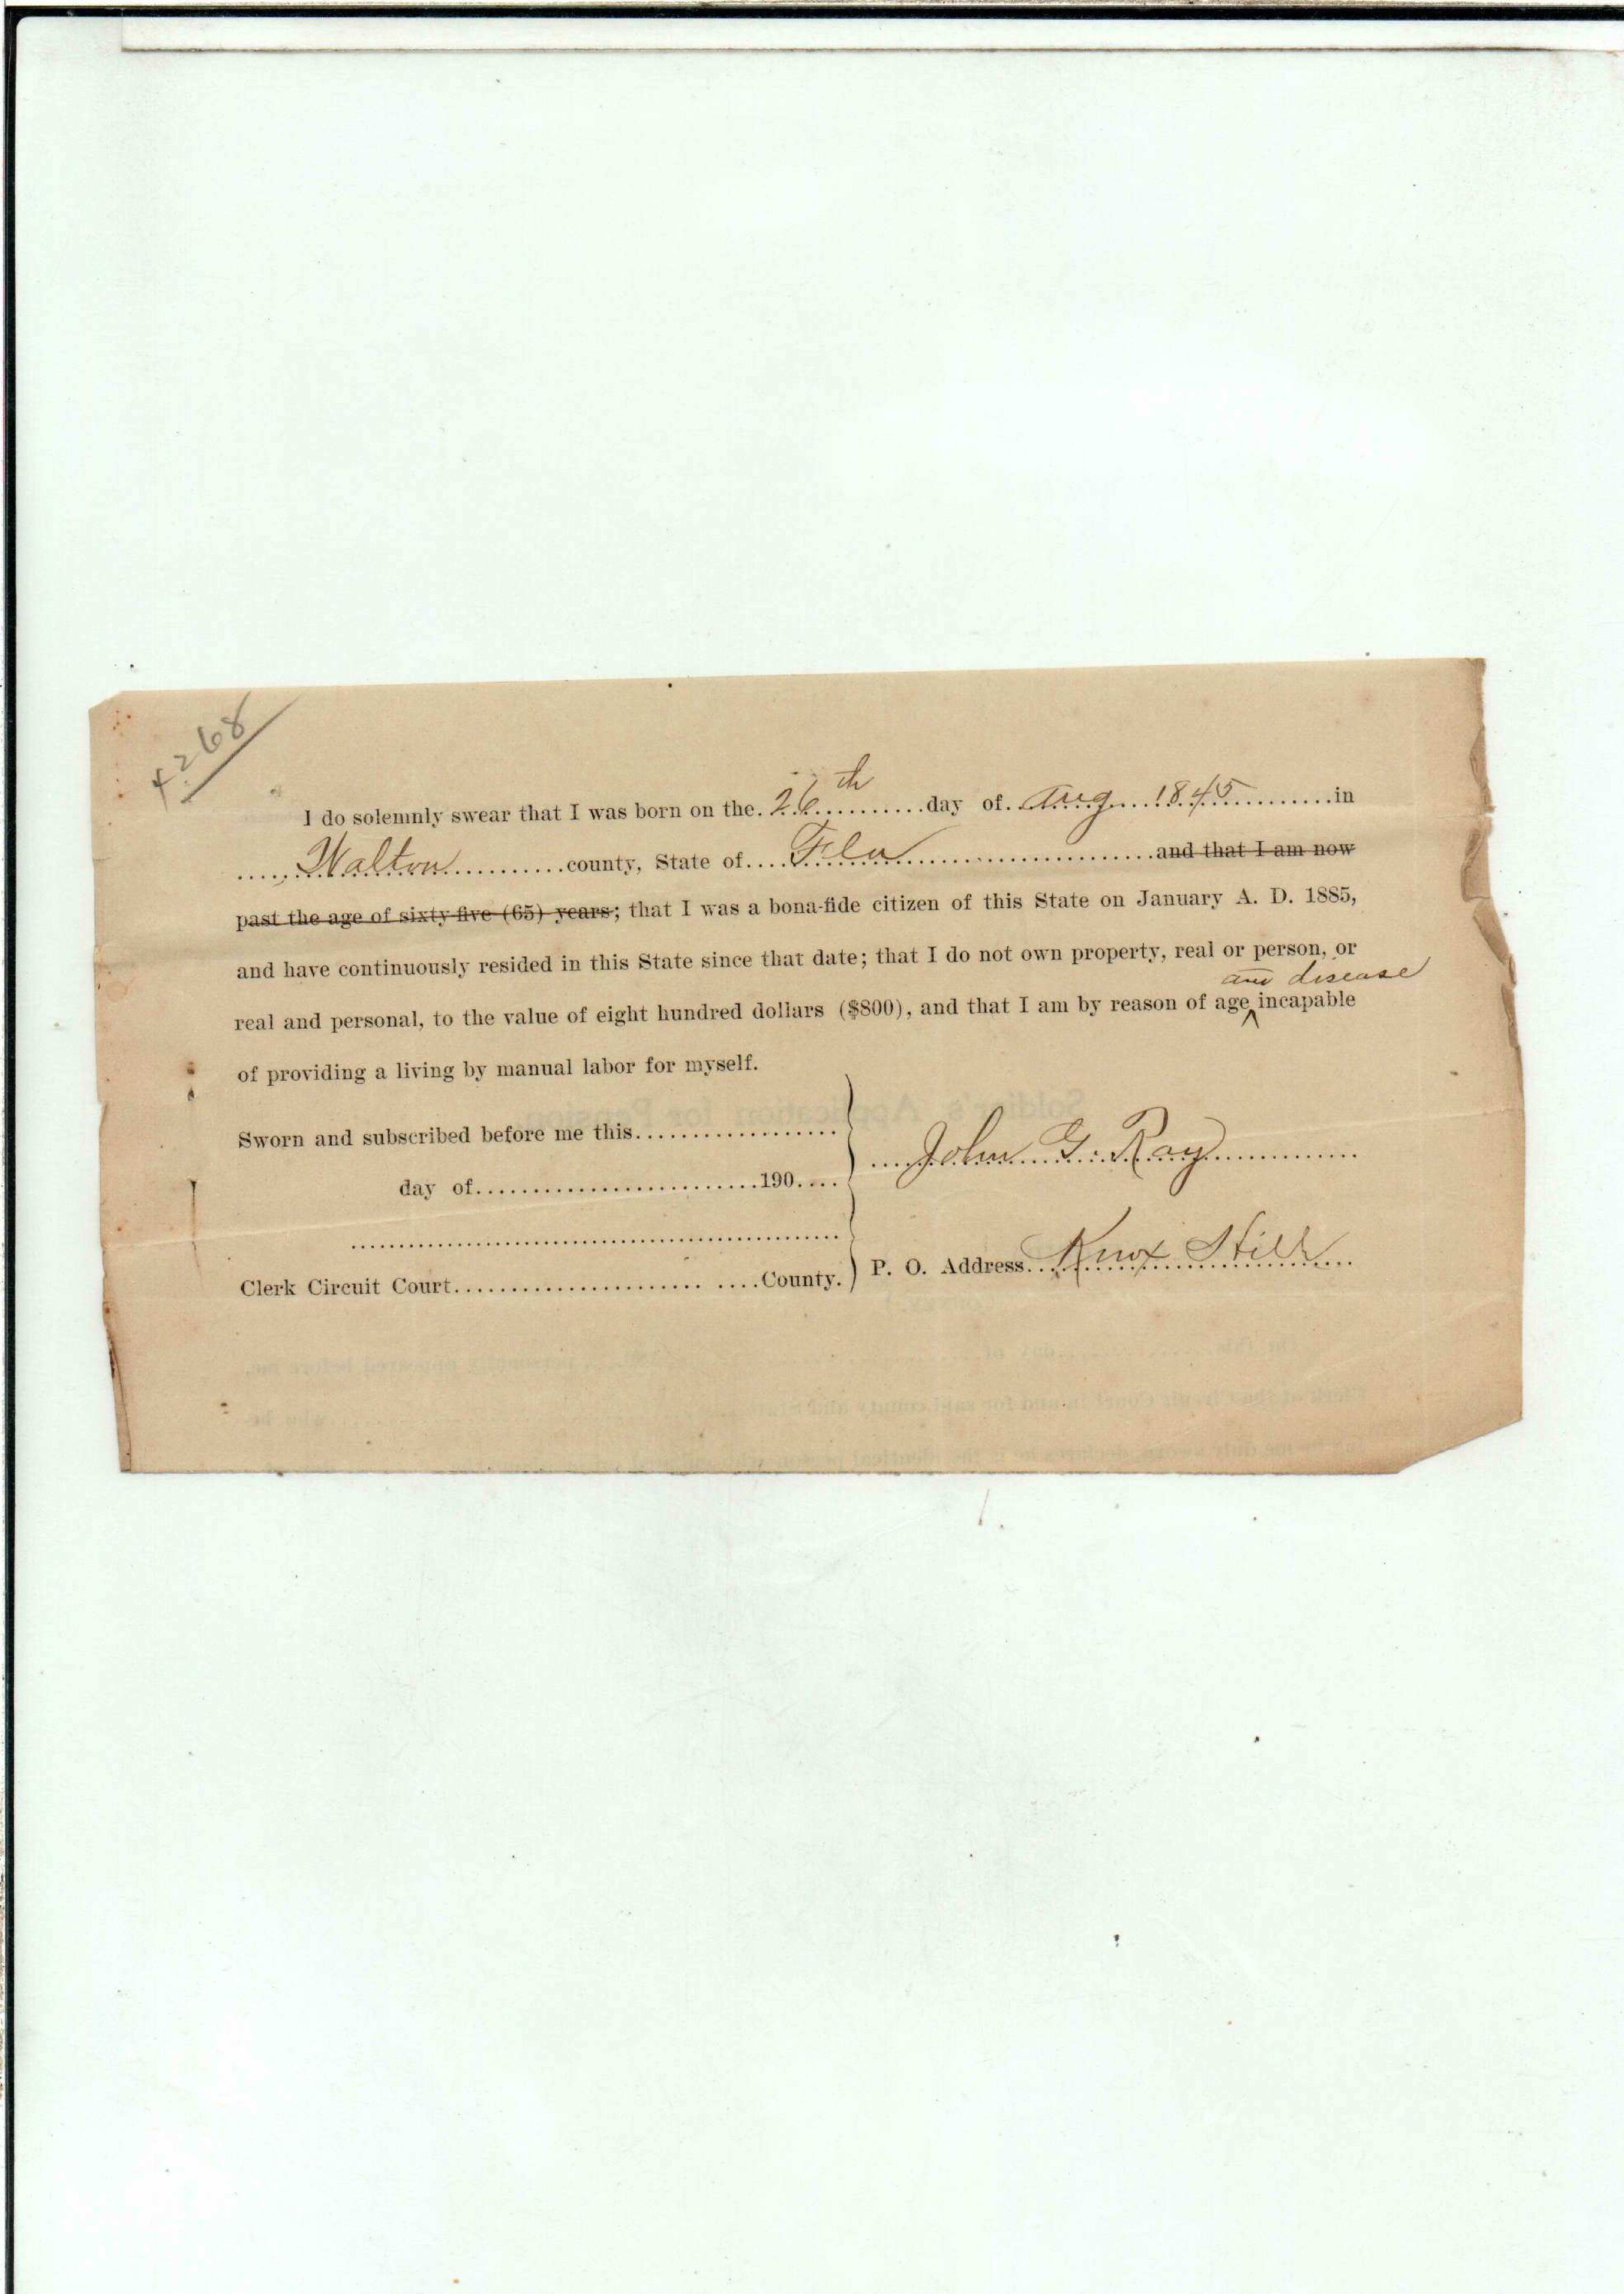 4268
I do solemnly swear that I was born on the 26th day of Aug 1845 in
Walton county, State of Fla and that I am now
past the age of sixty-five (65) years; that I was a bona-fide citizen of this State on January A. D. 1885,
and have continuously resided in this State since that date; that I do not own property, real or person, or
and disease
real and personal, to the value of eight hundred dollars ($800), and that I am by reason of age ^ incapable
of providing a living by manual labor for myself.
Sworn and subscribed before me this..................
John G. Ray
day of..........................190....
Clerk Circuit Court...................... ....County.
P. O. Address Knox Hill